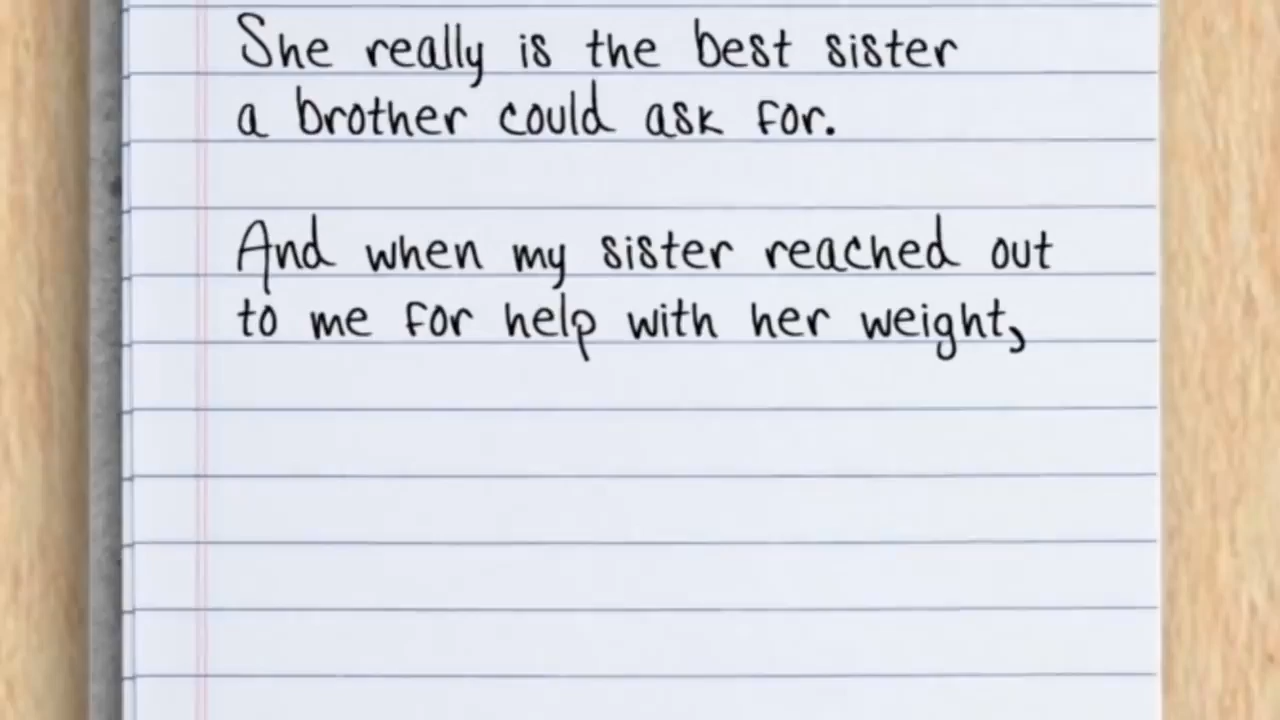 She really is the best sister
a brother could ask for.
And when my sister reached out
to me for help with her weight,